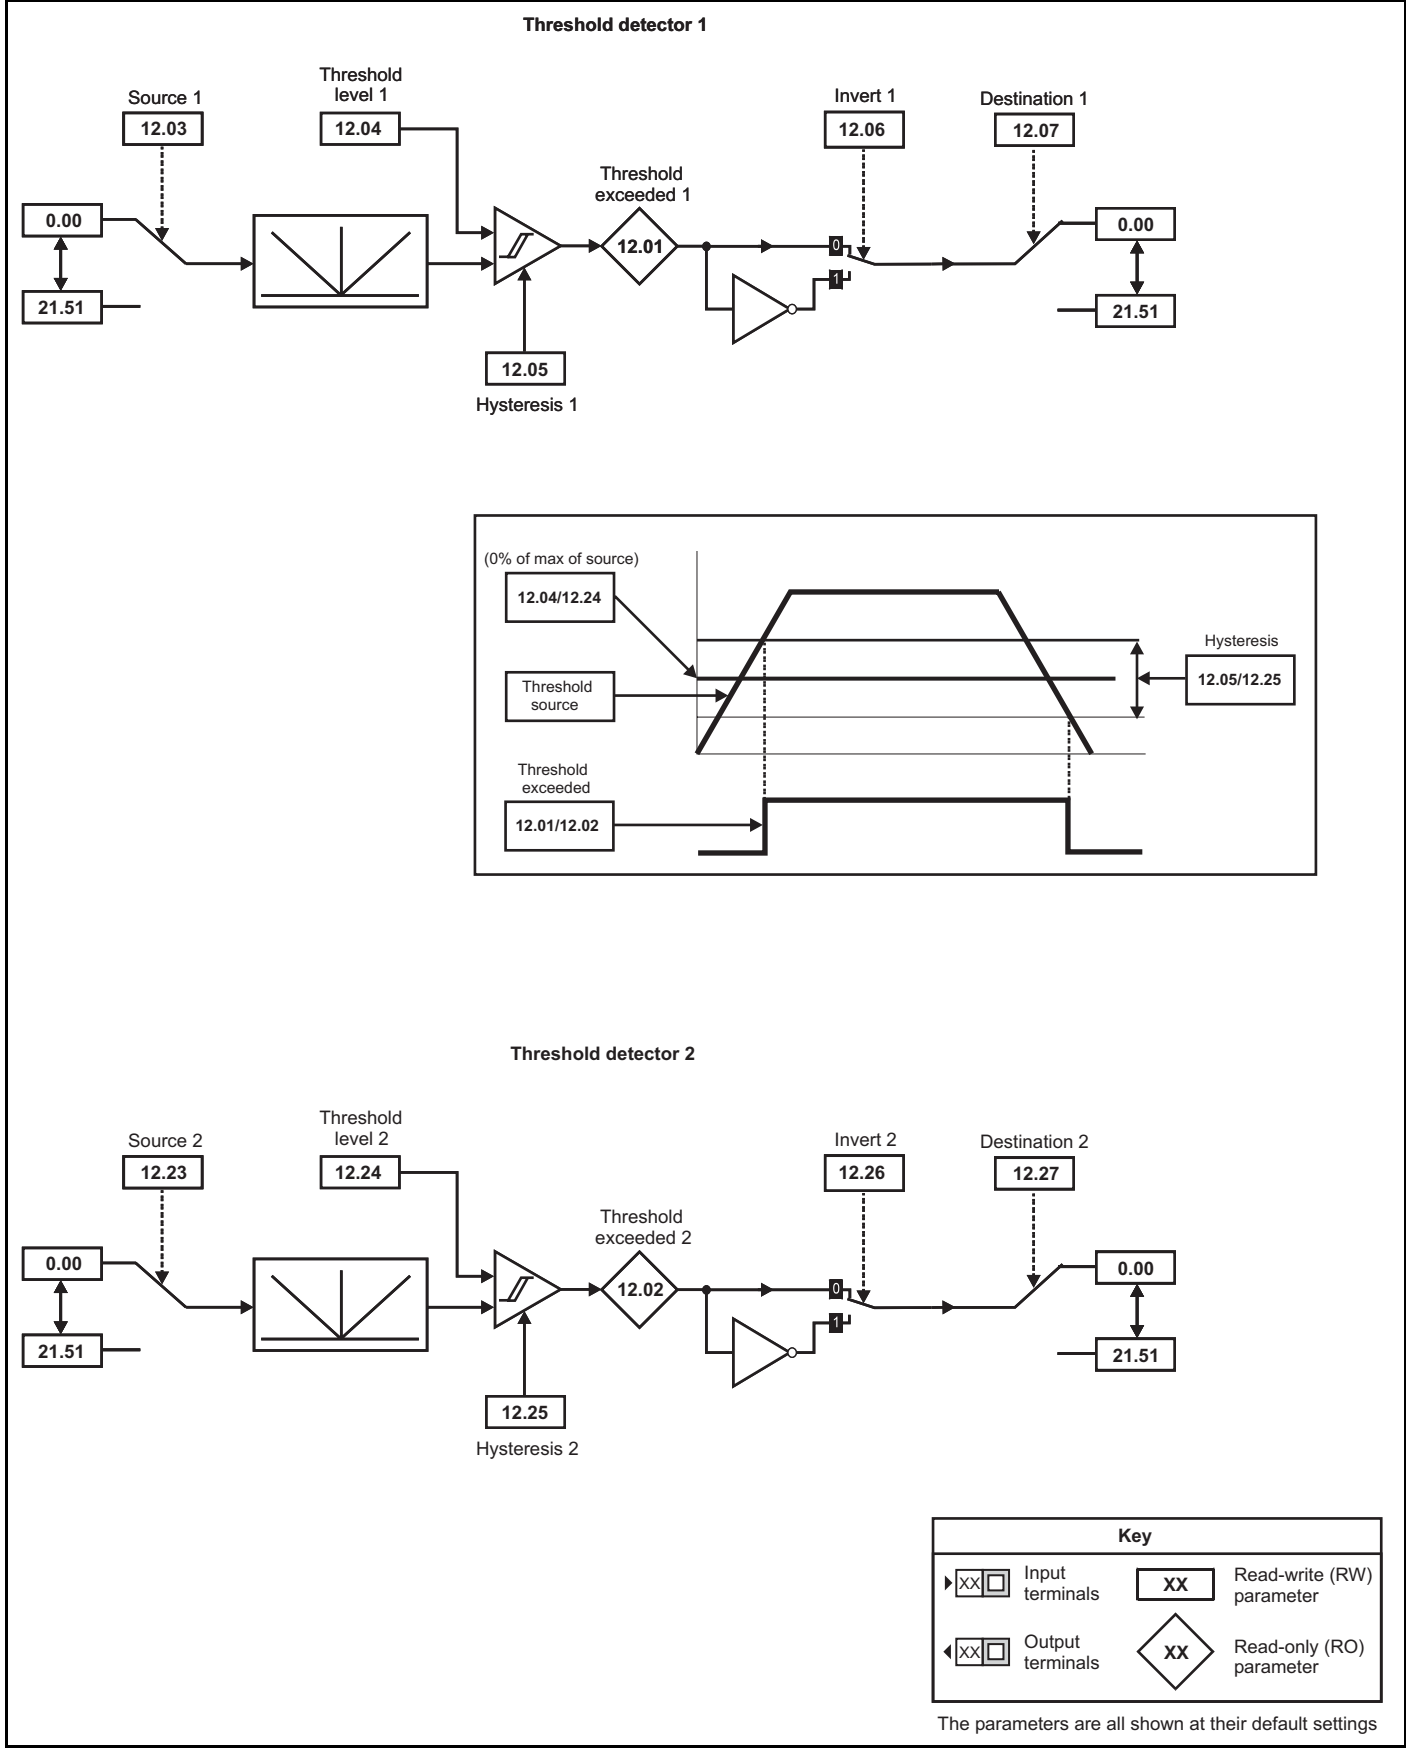 Threshold detector 1
Threshold
level 1
Source 1
12.03
12.04
Invert 1
12.06
Destination 1
12.07
Threshold
exceeded 1
0.00
21.51
12.01
0
1
0.00
21.51
12.05
Hysteresis 1
(0% of max of source)
12.04/12.24
Threshold
source
Hysteresis
12.05/12.25
Threshold
exceeded
12.01/12.02
Threshold detector 2
Threshold
level 2
Source 2
12.23
12.24
Invert 2
12.26
Destination 2
12.27
Threshold
exceeded 2
0.00
21.51
12.02
0
1
0.00
21.51
12.25
Hysteresis 2
Key
XX
Input
terminals
XX
Read-write (RW)
parameter
XX
Output
terminals
XX
Read-only (RO)
parameter
The parameters are all shown at their default settings